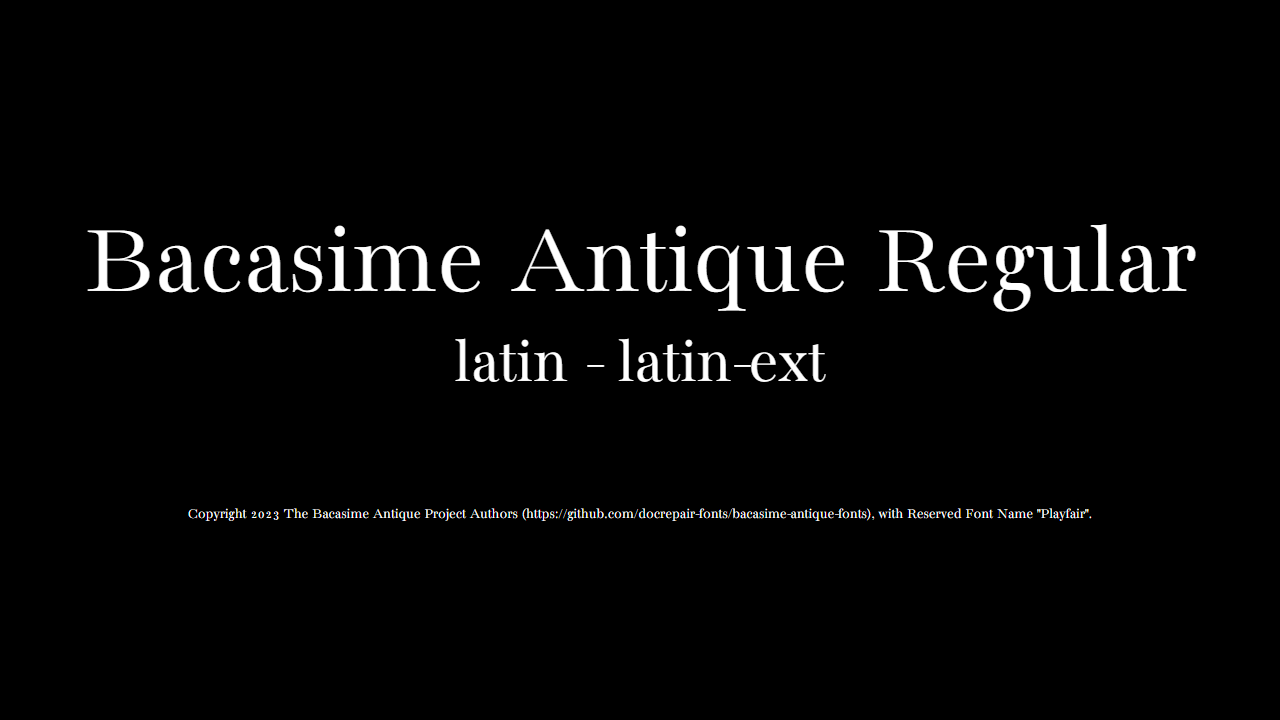 Bacasime Antique Regular
latin - latin-ext
Copyright 2023 The Bacasime Antique Project Authors (https://github.com/docrepair-fonts/bacasime-antique-fonts), with Reserved Font Name "Playfair".